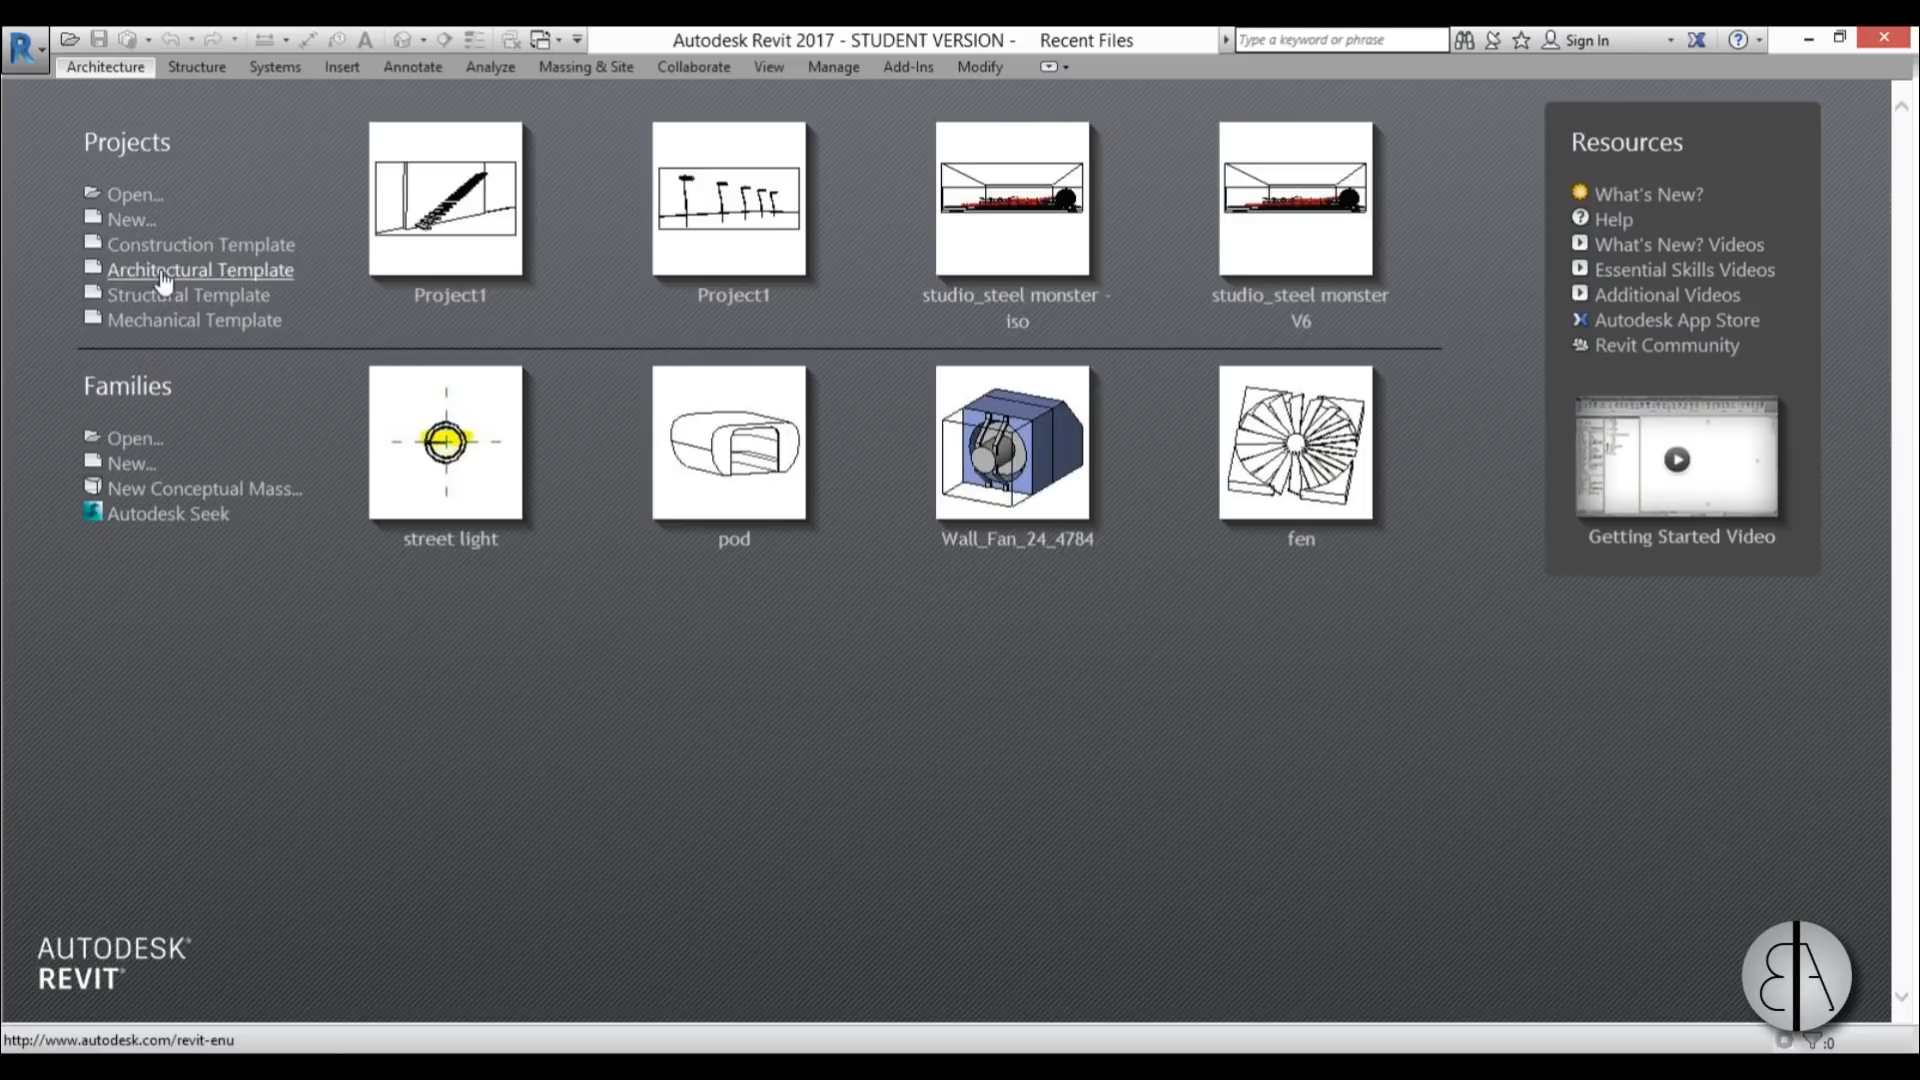 Autodesk Revit 2017 - STUDENT VERSION - Recent Files
Type a keyword or phrase
Sign In
Architecture Structure Systems Insert Annotate Analyze Massing & Site Collaborate View Manage Add-Ins Modify
Projects
Open...
New...
Construction Template
Architectural Template
Structural Template
Mechanical Template
Project1
Project1
studio_steel monster -
iso
studio_steel monster
V6
Families
Open...
New...
New Conceptual Mass...
Autodesk Seek
street light
pod
Wall_Fan_24_4784
fen
Resources
What's New?
Help
What's New? Videos
Essential Skills Videos
Additional Videos
Autodesk App Store
Revit Community
Getting Started Video
AUTODESK®
REVIT®
BA
http://www.autodesk.com/revit-enu
:0